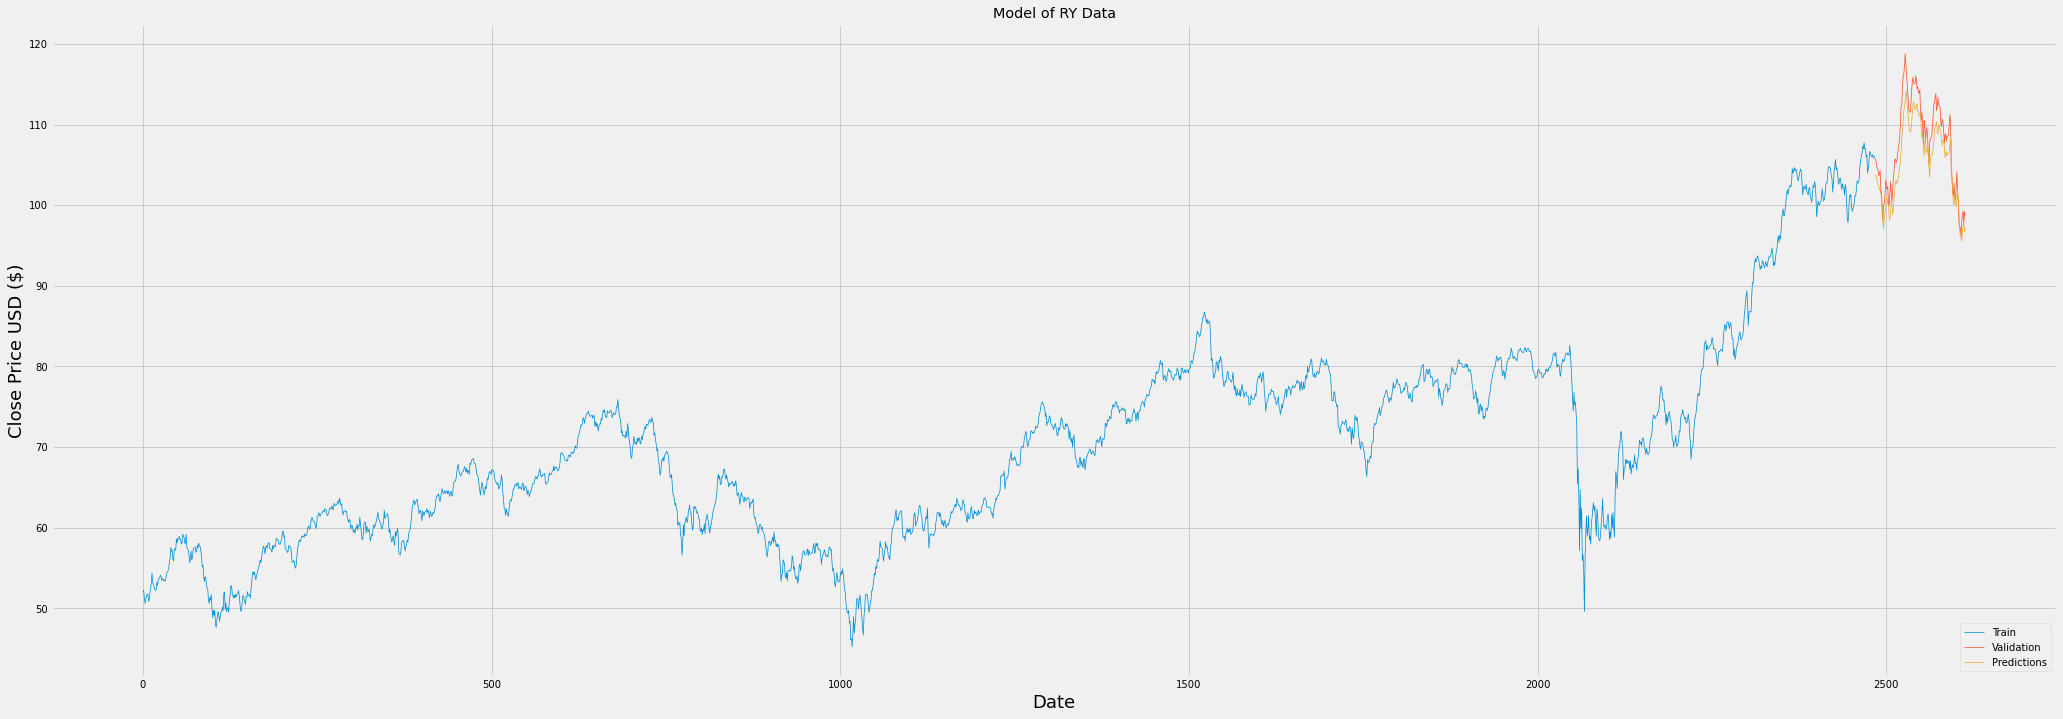 Model of RY Data
Close Price USD ($)
120
110
100
90
80
70
60
50
0
500
1000
1500
2000
2500
Date
Train
Validation
Predictions